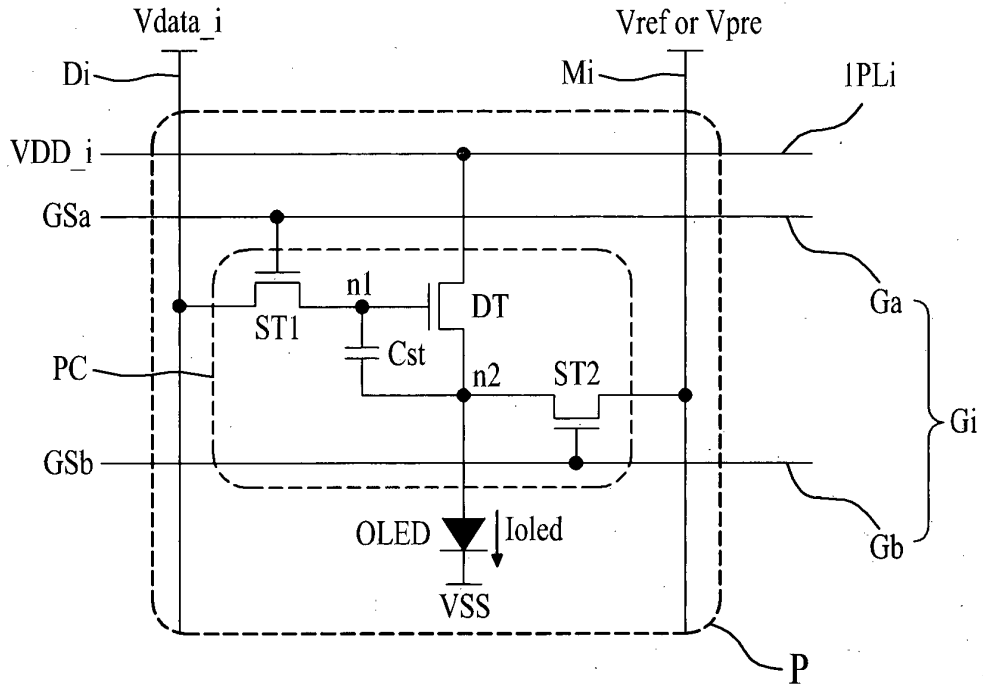 Vdata_i
Vref or Vpre
Di
Mi
1PLi
VDD_i
GSa
n1
DT
Ga
ST1
Cst
PC
n2
ST2
Gi
GSb
OLED
Ioled
Gb
VSS
P